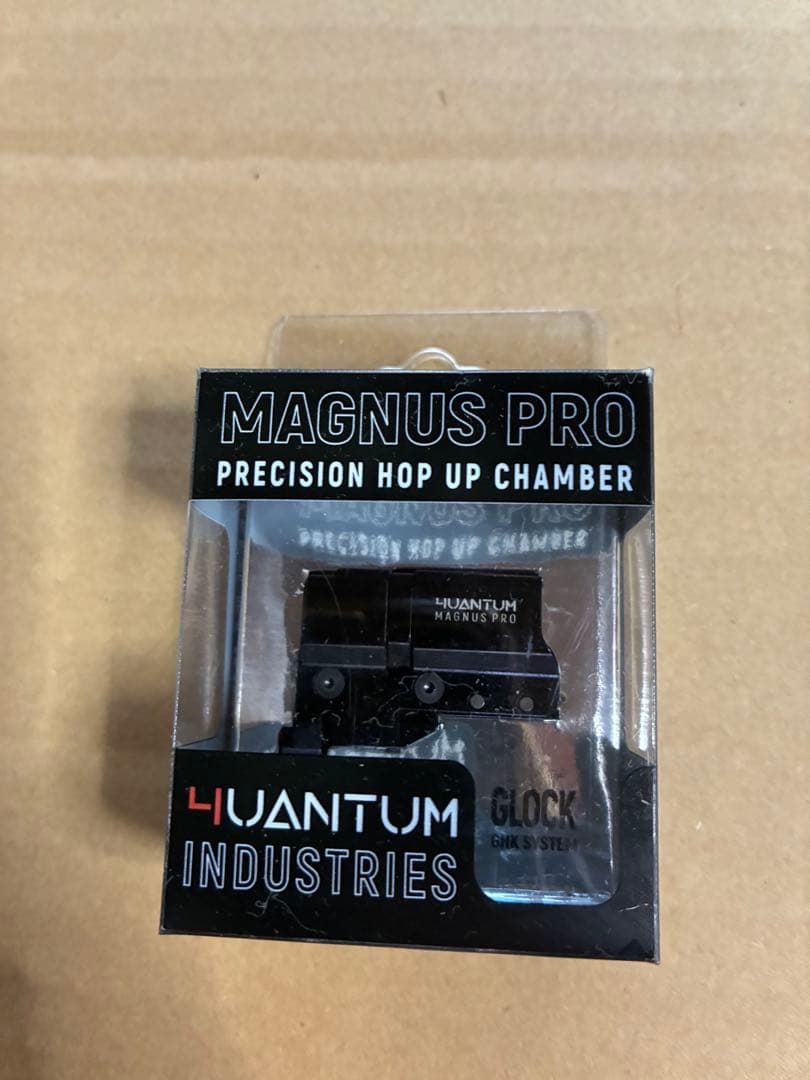 MAGNUS PRO
PRECISION HOP UP CHAMBER
MAGNUS PRO
PRECISION HOP UP CHAMBER
4UANTUM
MAGNUS PRO
4UANTUM
INDUSTRIES
GLOCK
GHX SYSTEM